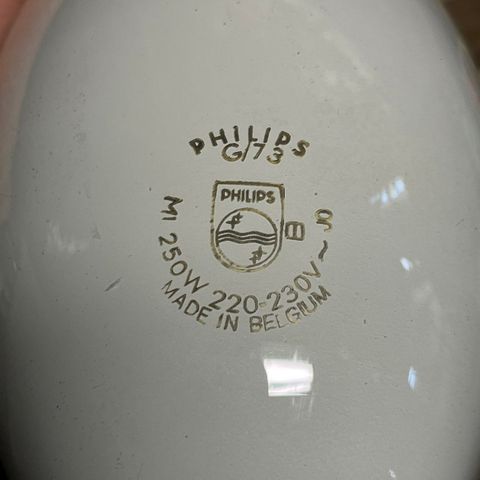 PHILIPS
G/73
PHILIPS
MI 250W 220-230V~
MADE IN BELGIUM